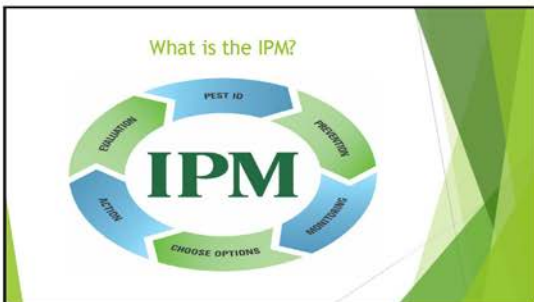 What is the IPM?
PEST ID
PREVENTION
MONITORING
CHOOSE OPTIONS
ACTION
EVALUATION
IPM